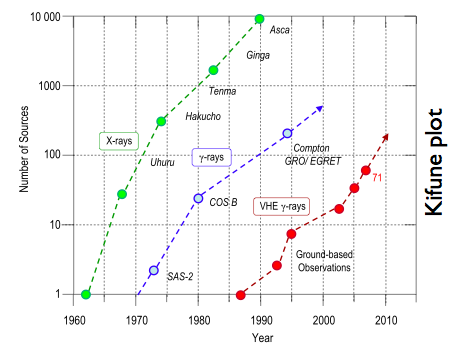 10 000
1000
100
10
1
Number of Sources
1960
1970
1980
1990
2000
2010
Year
X-rays
γ-rays
VHE γ-rays
Asca
Ginga
Tenma
Hakucho
Uhuru
Compton
GRO/ EGRET
COS B
SAS-2
71
Ground-based
Observations
Kifune plot